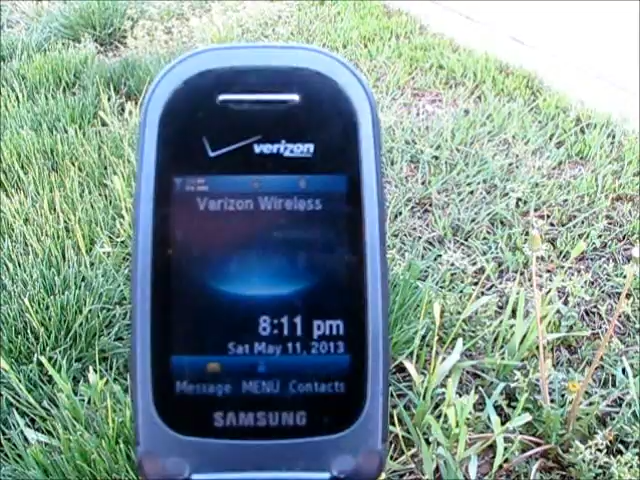 verizon
Verizon Wireless
8:11 pm
Sat May 11, 2013
Message MENU Contacts
SAMSUNG